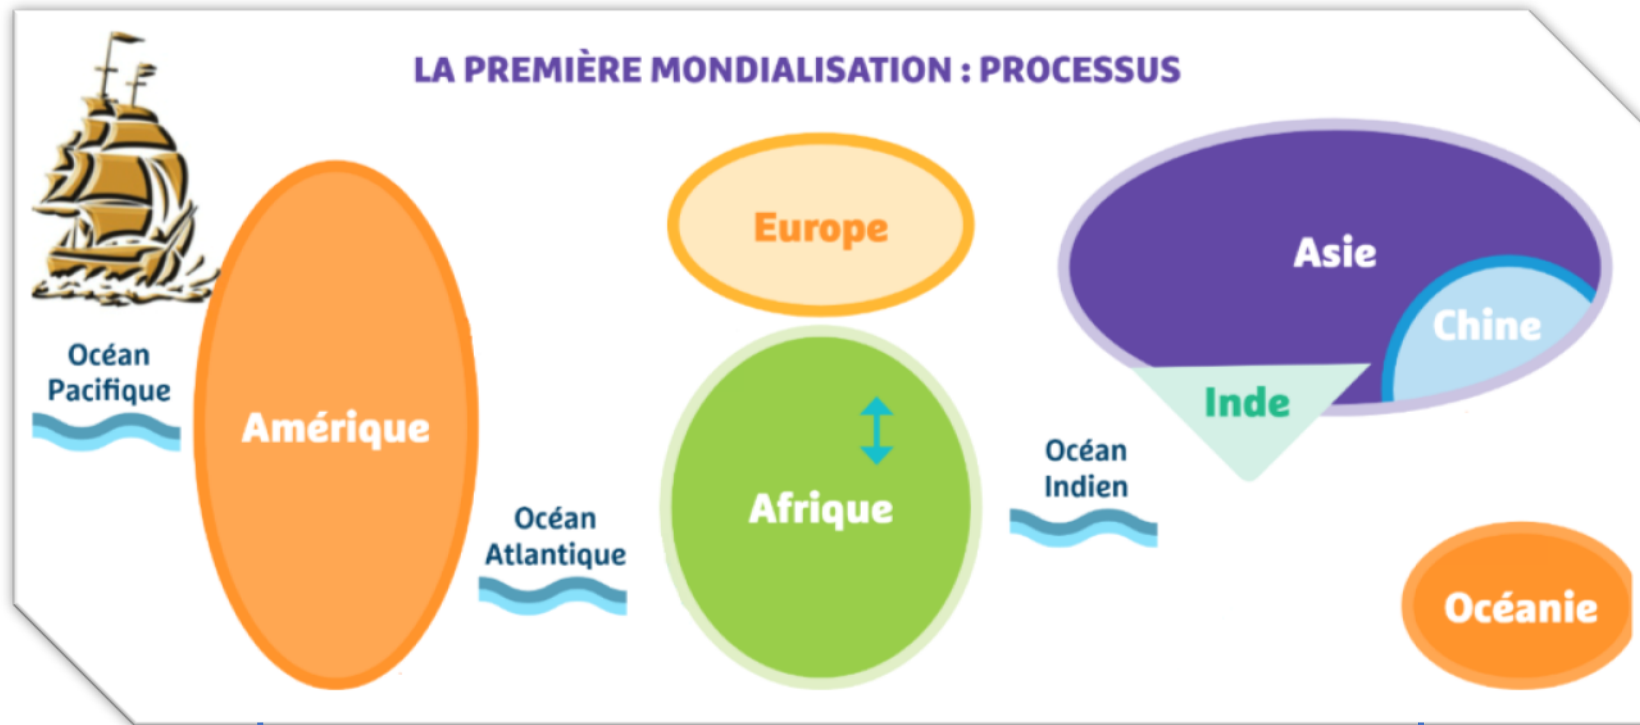 LA PREMIÈRE MONDIALISATION : PROCESSUS
Europe
Asie
Chine
Océan
Pacifique
Inde
Amérique
Océan
Indien
Afrique
Océan
Atlantique
Océanie